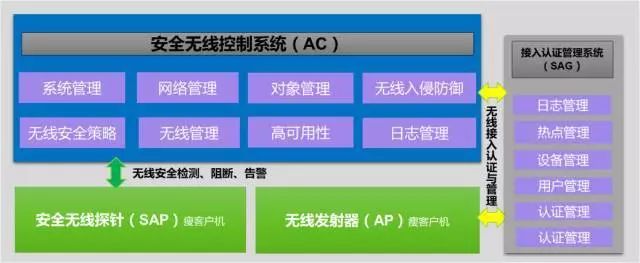 安全无线控制系统（AC）
系统管理
网络管理
对象管理
无线入侵防御
无线安全策略
无线管理
高可用性
日志管理
无线安全检测、阻断、告警
安全无线探针（SAP）瘦客户机
无线发射器（AP）瘦客户机
无线接入认证与管理
接入认证管理系统
（SAG）
日志管理
热点管理
设备管理
用户管理
认证管理
认证管理